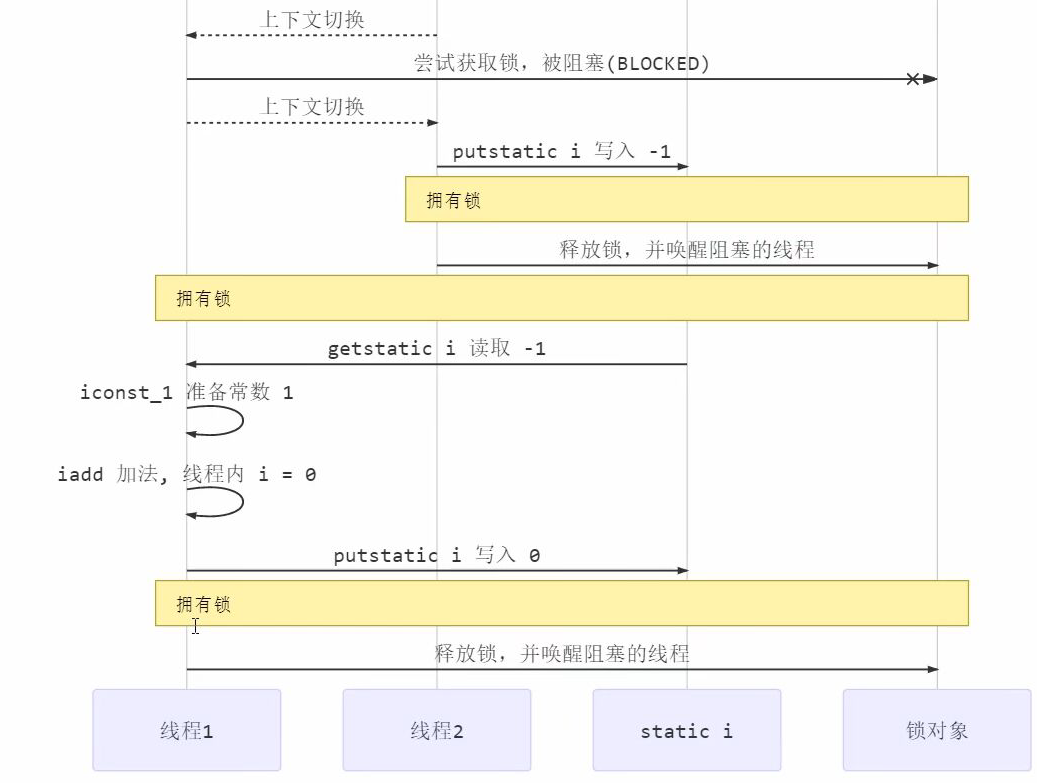 上下文切换
尝试获取锁，被阻塞(BLOCKED)
上下文切换
putstatic i 写入 -1
拥有锁
释放锁，并唤醒阻塞的线程
拥有锁
getstatic i 读取 -1
iconst_1 准备常数 1
iadd 加法, 线程内 i = 0
putstatic i 写入 0
拥有锁
释放锁，并唤醒阻塞的线程
线程1
线程2
static i
锁对象